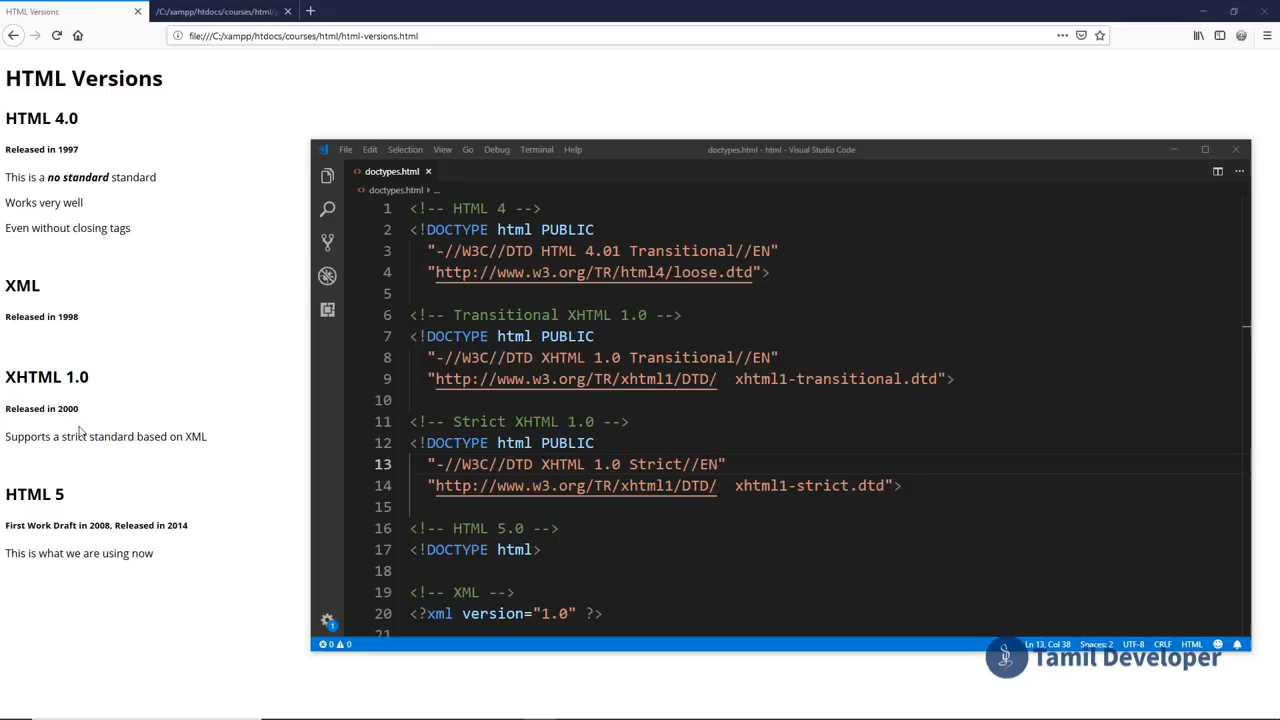 HTML Versions
/C:/xampp/htdocs/courses/html/
file:///C:/xampp/htdocs/courses/html/html-versions.html
HTML Versions
HTML 4.0
Released in 1997
This is a no standard standard
Works very well
Even without closing tags
XML
Released in 1998
XHTML 1.0
Released in 2000
Supports a strict standard based on XML
HTML 5
First Work Draft in 2008, Released in 2014
This is what we are using now
File Edit Selection View Go Debug Terminal Help
doctypes.html - html - Visual Studio Code
doctypes.html
doctypes.html › ...
1 <!-- HTML 4 -->
2 <!DOCTYPE html PUBLIC
3 "-//W3C//DTD HTML 4.01 Transitional//EN"
4 "http://www.w3.org/TR/html4/loose.dtd">
5
6 <!-- Transitional XHTML 1.0 -->
7 <!DOCTYPE html PUBLIC
8 "-//W3C//DTD XHTML 1.0 Transitional//EN"
9 "http://www.w3.org/TR/xhtml1/DTD/ xhtml1-transitional.dtd">
10
11 <!-- Strict XHTML 1.0 -->
12 <!DOCTYPE html PUBLIC
13 "-//W3C//DTD XHTML 1.0 Strict//EN"
14 "http://www.w3.org/TR/xhtml1/DTD/ xhtml1-strict.dtd">
15
16 <!-- HTML 5.0 -->
17 <!DOCTYPE html>
18
19 <!-- XML -->
20 <?xml version="1.0" ?>
21
0 0 Ln 13, Col 38 Spaces: 2 UTF-8 CRLF HTML
1
Tamil Developer